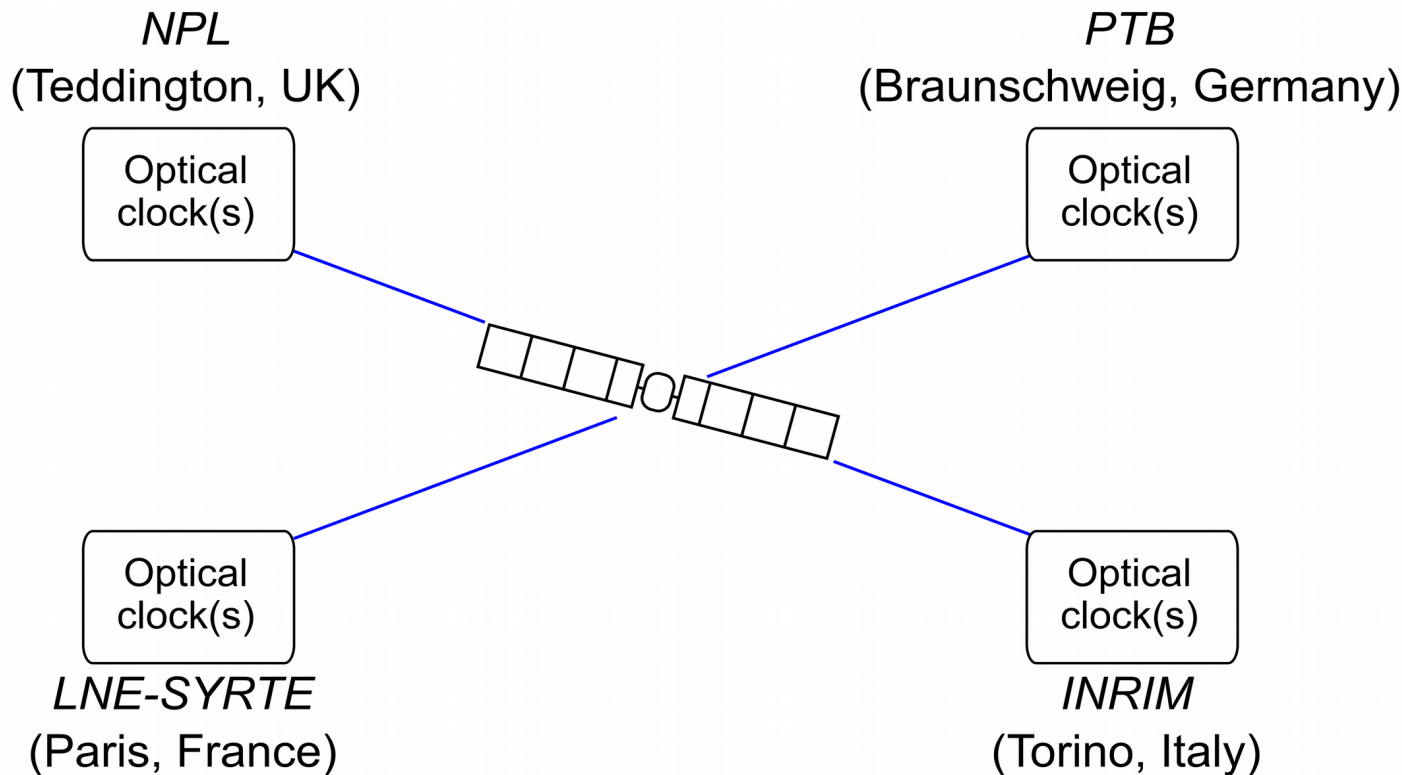 NPL
(Teddington, UK)
Optical
clock(s)
PTB
(Braunschweig, Germany)
Optical
clock(s)
Optical
clock(s)
LNE-SYRTE
(Paris, France)
Optical
clock(s)
INRIM
(Torino, Italy)